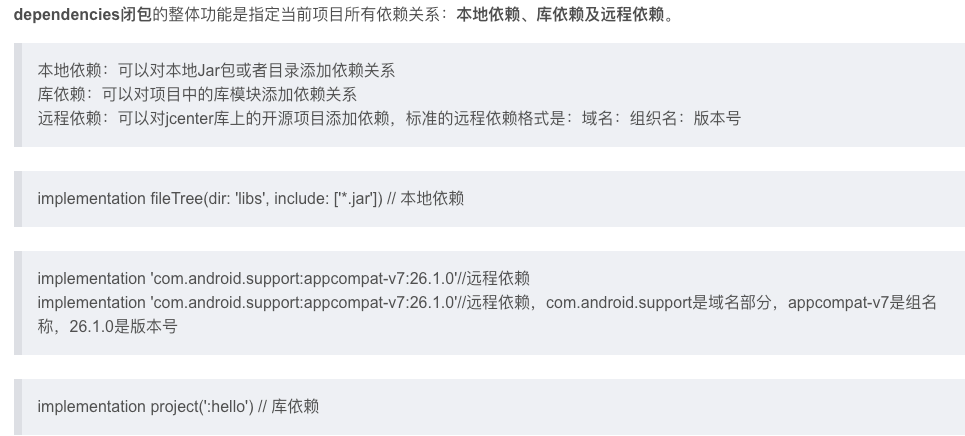 dependencies闭包的整体功能是指定当前项目所有依赖关系：本地依赖、库依赖及远程依赖。
本地依赖：可以对本地Jar包或者目录添加依赖关系
库依赖：可以对项目中的库模块添加依赖关系
远程依赖：可以对jcenter库上的开源项目添加依赖，标准的远程依赖格式是：域名：组织名：版本号
implementation fileTree(dir: 'libs', include: ['*.jar']) // 本地依赖
implementation 'com.android.support:appcompat-v7:26.1.0'//远程依赖
implementation 'com.android.support:appcompat-v7:26.1.0'//远程依赖，com.android.support是域名部分，appcompat-v7是组名
称，26.1.0是版本号
implementation project(':hello') // 库依赖